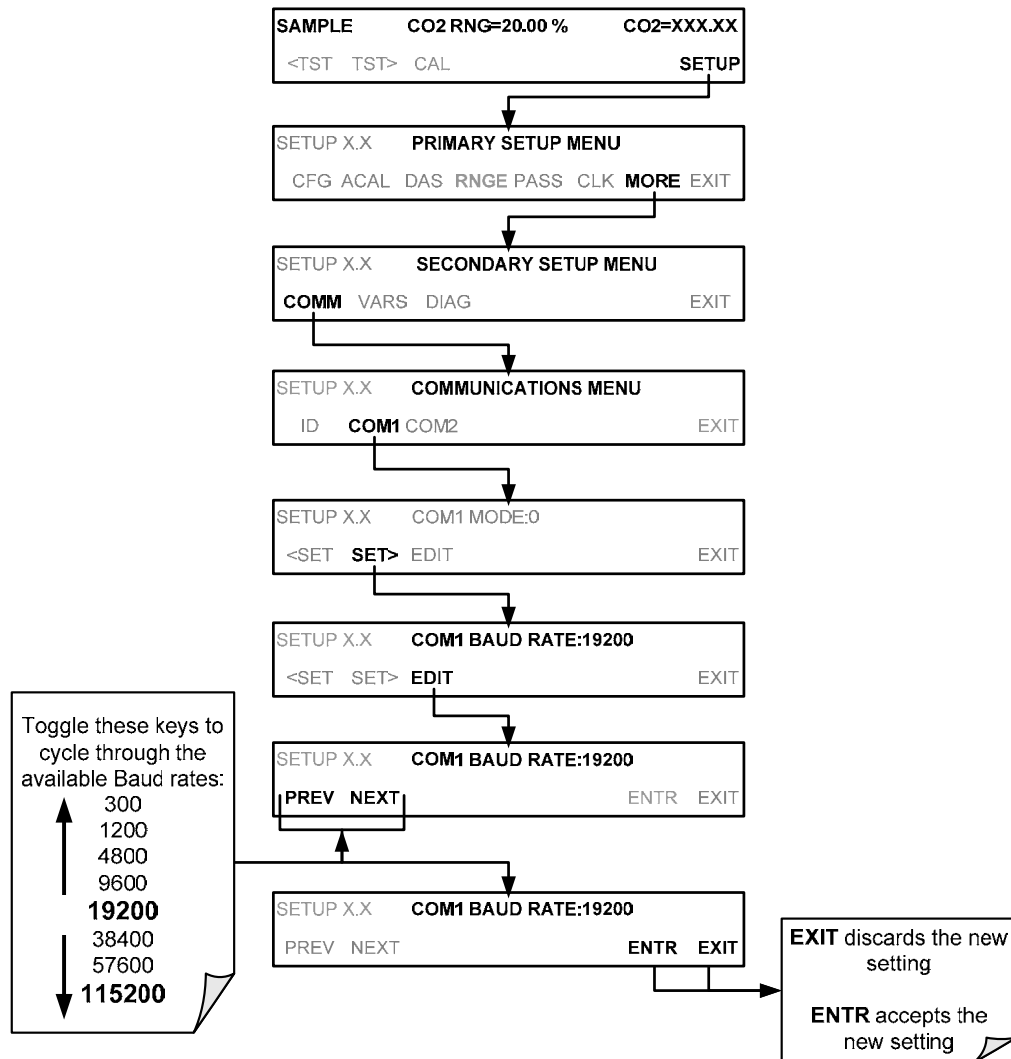 SAMPLE CO2 RNG=20.00 % CO2=XXX.XX
<TST TST> CAL SETUP
SETUP X.X PRIMARY SETUP MENU
CFG ACAL DAS RNGE PASS CLK MORE EXIT
SETUP X.X SECONDARY SETUP MENU
COMM VARS DIAG EXIT
SETUP X.X COMMUNICATIONS MENU
ID COM1 COM2 EXIT
SETUP X.X COM1 MODE:0
<SET SET> EDIT EXIT
SETUP X.X COM1 BAUD RATE:19200
<SET SET> EDIT EXIT
SETUP X.X COM1 BAUD RATE:19200
PREV NEXT ENTR EXIT
Toggle these keys to
cycle through the
available Baud rates:
300
1200
4800
9600
19200
38400
57600
115200
SETUP X.X COM1 BAUD RATE:19200
PREV NEXT ENTR EXIT
EXIT discards the new
setting
ENTR accepts the
new setting